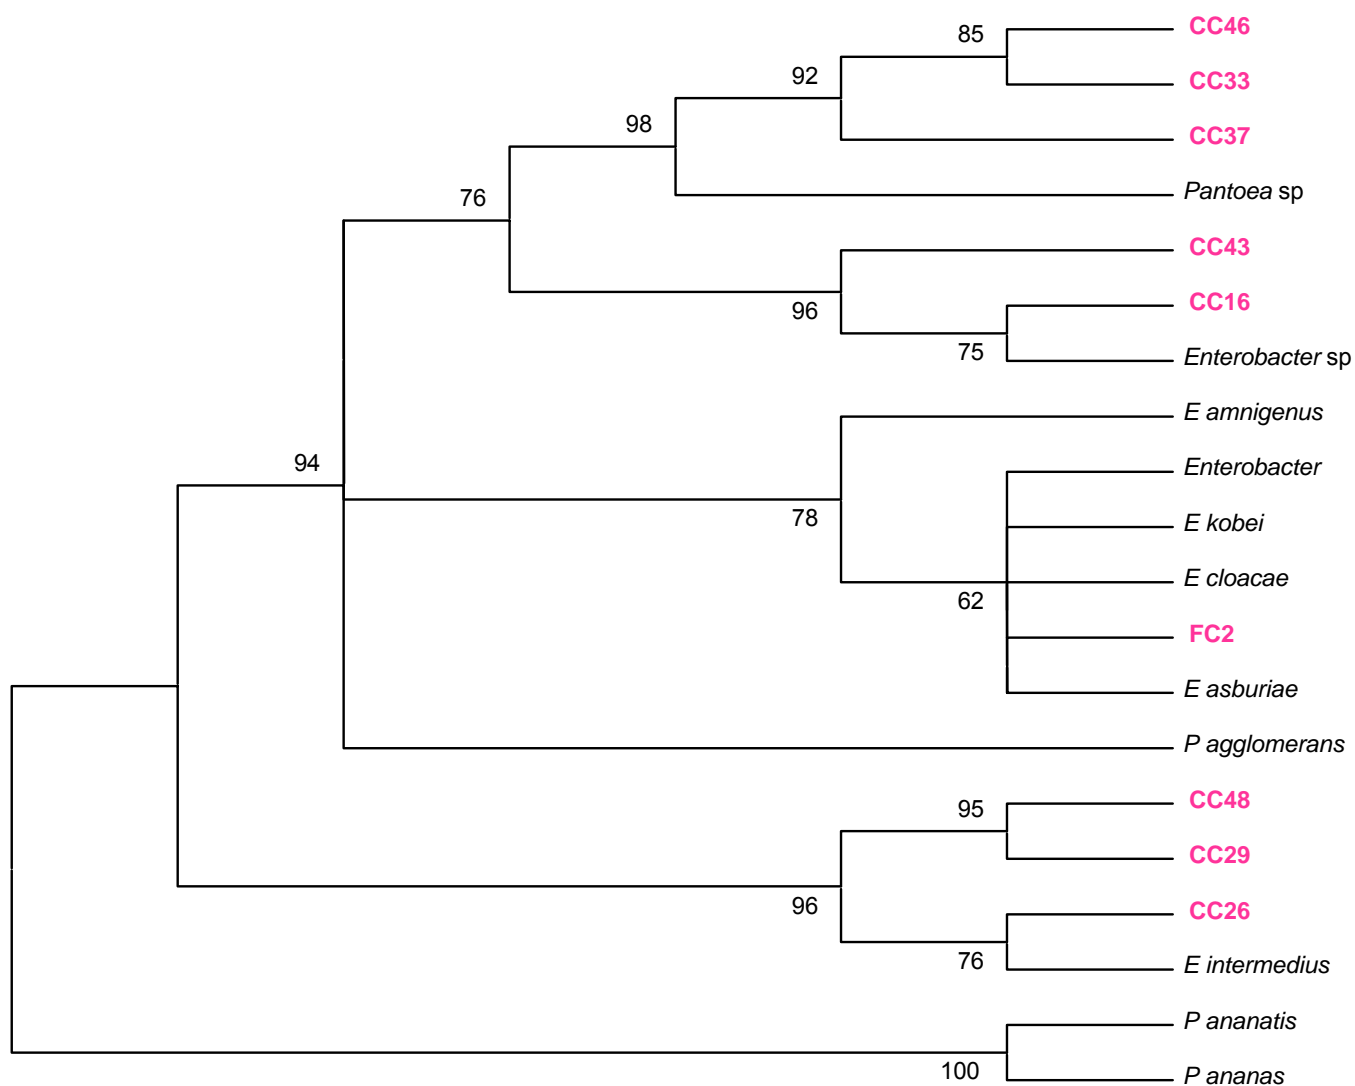 CC46
85
CC33
92
CC37
98
Pantoea sp
76
CC43
CC16
96
75
Enterobacter sp
E amnigenus
94
Enterobacter
78
E kobei
E cloacae
62
FC2
E asburiae
P agglomerans
CC48
95
CC29
96
CC26
76
E intermedius
P ananatis
100
P ananas